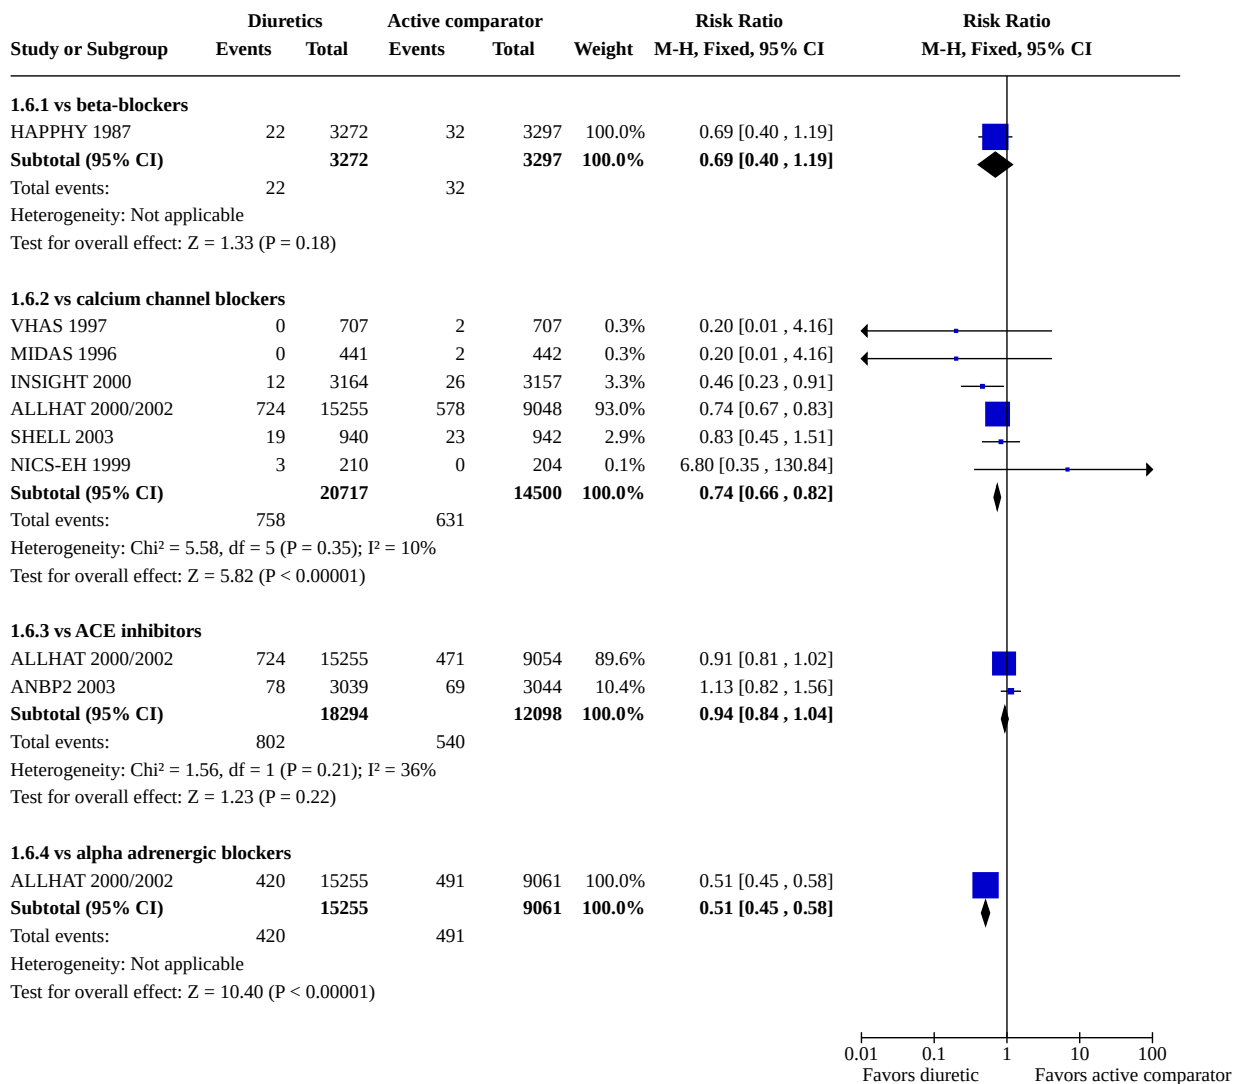 Diuretics Active comparator Risk Ratio Risk Ratio
Study or Subgroup Events Total Events Total Weight M-H, Fixed, 95% CI M-H, Fixed, 95% CI
1.6.1 vs beta-blockers
HAPPHY 1987 22 3272 32 3297 100.0% 0.69 [0.40 , 1.19]
Subtotal (95% CI) 3272 3297 100.0% 0.69 [0.40 , 1.19]
Total events: 22 32
Heterogeneity: Not applicable
Test for overall effect: Z = 1.33 (P = 0.18)
1.6.2 vs calcium channel blockers
VHAS 1997 0 707 2 707 0.3% 0.20 [0.01 , 4.16]
MIDAS 1996 0 441 2 442 0.3% 0.20 [0.01 , 4.16]
INSIGHT 2000 12 3164 26 3157 3.3% 0.46 [0.23 , 0.91]
ALLHAT 2000/2002 724 15255 578 9048 93.0% 0.74 [0.67 , 0.83]
SHELL 2003 19 940 23 942 2.9% 0.83 [0.45 , 1.51]
NICS-EH 1999 3 210 0 204 0.1% 6.80 [0.35 , 130.84]
Subtotal (95% CI) 20717 14500 100.0% 0.74 [0.66 , 0.82]
Total events: 758 631
Heterogeneity: Chi² = 5.58, df = 5 (P = 0.35); I² = 10%
Test for overall effect: Z = 5.82 (P < 0.00001)
1.6.3 vs ACE inhibitors
ALLHAT 2000/2002 724 15255 471 9054 89.6% 0.91 [0.81 , 1.02]
ANBP2 2003 78 3039 69 3044 10.4% 1.13 [0.82 , 1.56]
Subtotal (95% CI) 18294 12098 100.0% 0.94 [0.84 , 1.04]
Total events: 802 540
Heterogeneity: Chi² = 1.56, df = 1 (P = 0.21); I² = 36%
Test for overall effect: Z = 1.23 (P = 0.22)
1.6.4 vs alpha adrenergic blockers
ALLHAT 2000/2002 420 15255 491 9061 100.0% 0.51 [0.45 , 0.58]
Subtotal (95% CI) 15255 9061 100.0% 0.51 [0.45 , 0.58]
Total events: 420 491
Heterogeneity: Not applicable
Test for overall effect: Z = 10.40 (P < 0.00001)
0.01 0.1 1 10 100
Favors diuretic Favors active comparator